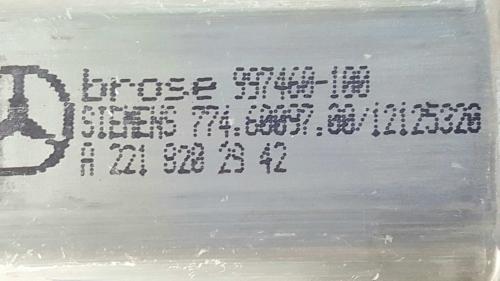 brose 997460-100
SIEMENS 774.60097.00/12125320
A 221 820 29 42